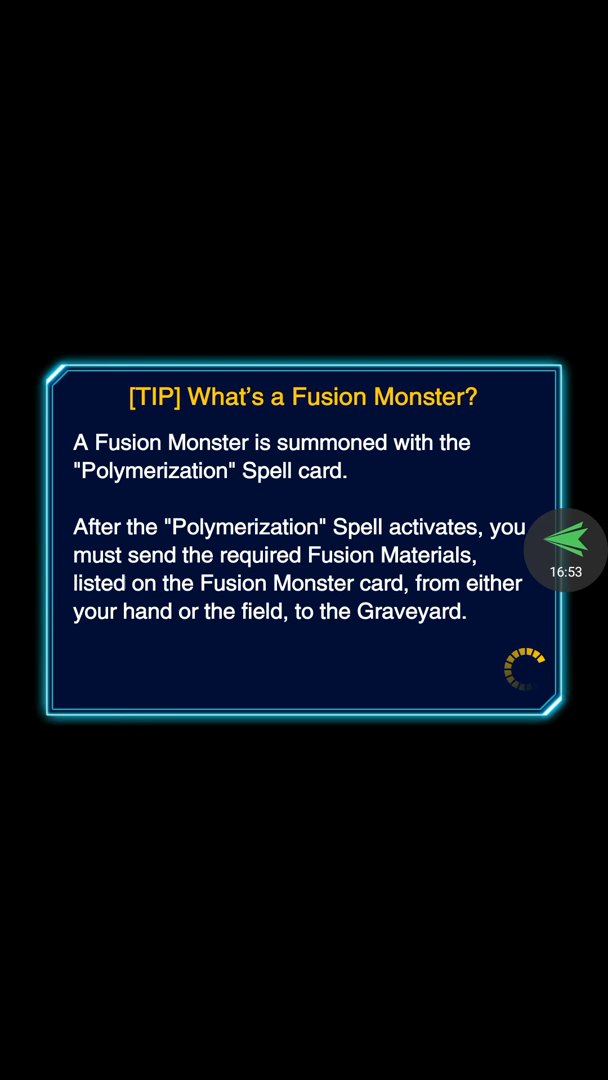 [TIP] What’s a Fusion Monster?
A Fusion Monster is summoned with the
"Polymerization" Spell card.
After the "Polymerization" Spell activates, you
must send the required Fusion Materials,
listed on the Fusion Monster card, from either
your hand or the field, to the Graveyard.
16:53